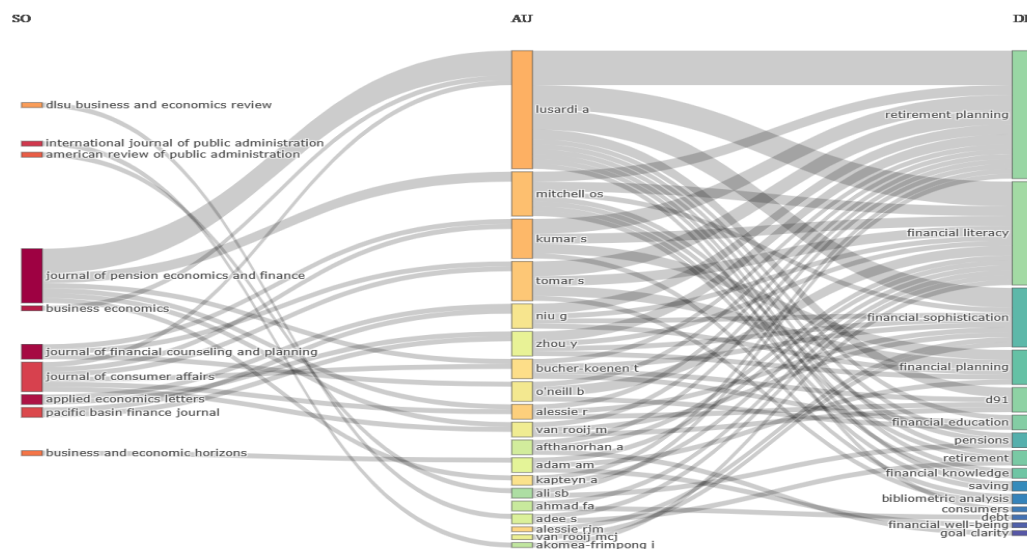 SO
AU
DE
dlsu business and economics review
international journal of public administration
american review of public administration
journal of pension economics and finance
business economics
journal of financial counseling and planning
journal of consumer affairs
applied economics letters
pacific basin finance journal
business and economic horizons
lusardi a
mitchell os
kumar s
tomar s
niu g
zhou y
bucher-koenen t
o'neill b
alessie r
van rooij m
afthanorhan a
adam am
kapteyn a
ali sb
ahmad fa
adee s
alessie rjm
van rooij mcj
akomea-frimpong i
retirement planning
financial literacy
financial sophistication
financial planning
d91
financial education
pensions
retirement
financial knowledge
saving
bibliometric analysis
consumers
debt
financial well-being
goal clarity